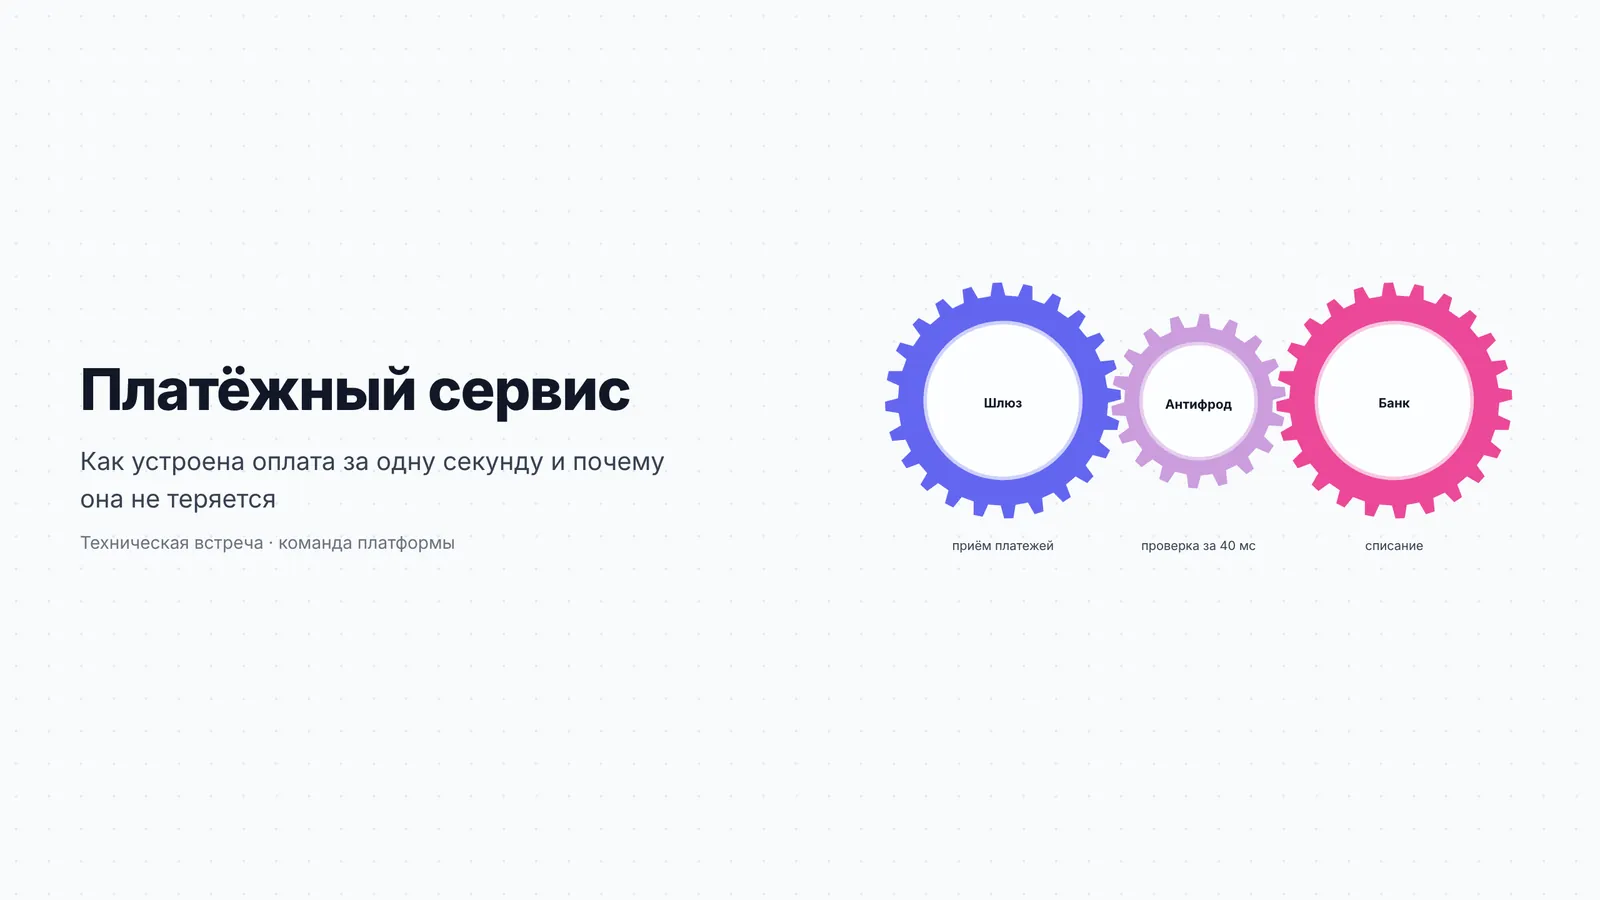 Платёжный сервис
Как устроена оплата за одну секунду и почему
она не теряется
Техническая встреча · команда платформы
Шлюз
Антифрод
Банк
приём платежей
проверка за 40 мс
списание